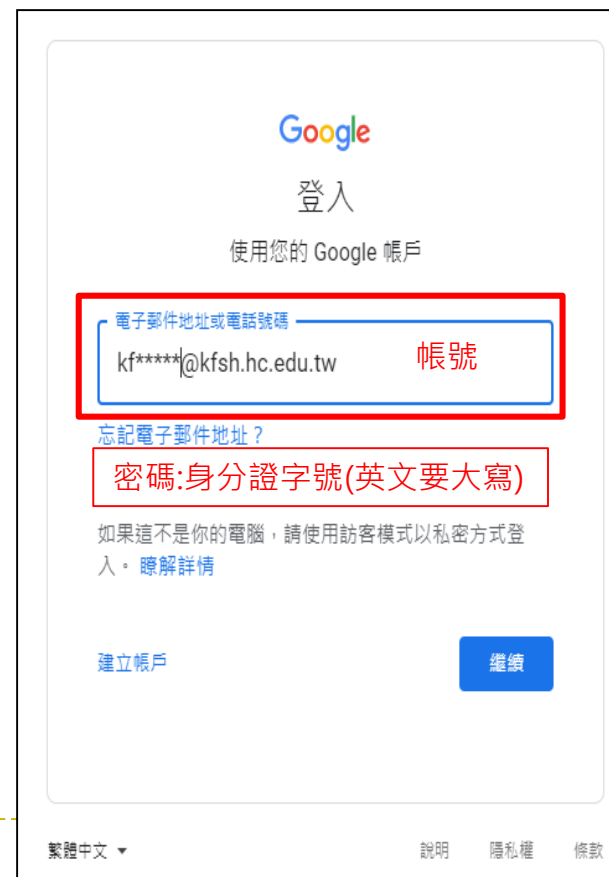 Google
登入
使用您的 Google 帳戶
電子郵件地址或電話號碼
kf*****@kfsh.hc.edu.tw 帳號
忘記電子郵件地址？
密碼:身分證字號(英文要大寫)
如果這不是你的電腦，請使用訪客模式以私密方式登
入。 瞭解詳情
建立帳戶 繼續
繁體中文 說明 隱私權 條款